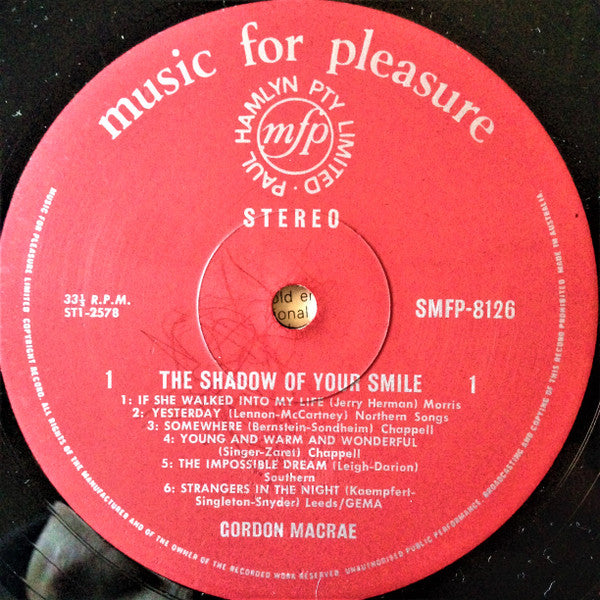 music for pleasure
PAUL HAMLYN PTY LIMITED ·
mfp
STEREO
33⅓ R.P.M.
ST1-2578
SMFP-8126
old
ional
1 THE SHADOW OF YOUR SMILE 1
1: IF SHE WALKED INTO MY LIFE (Jerry Herman) Morris
2: YESTERDAY (Lennon-McCartney) Northern Songs
3: SOMEWHERE (Bernstein-Sondheim) Chappell
4: YOUNG AND WARM AND WONDERFUL
(Singer-Zarei) Chappell
5: THE IMPOSSIBLE DREAM (Leigh-Darion)
Southern
6: STRANGERS IN THE NIGHT (Kaempferi-
Singleton-Snyder) Leeds/GEMA
GORDON MACRAE
MUSIC FOR PLEASURE LIMITED COPYRIGHT RECORD. ALL RIGHTS OF THE MANUFACTURER AND OF THE OWNER OF THE RECORDED WORK RESERVED. UNAUTHORISED PUBLIC PERFORMANCE, BROADCASTING AND COPYING OF THIS RECORD PROHIBITED MADE IN AUSTRALIA.